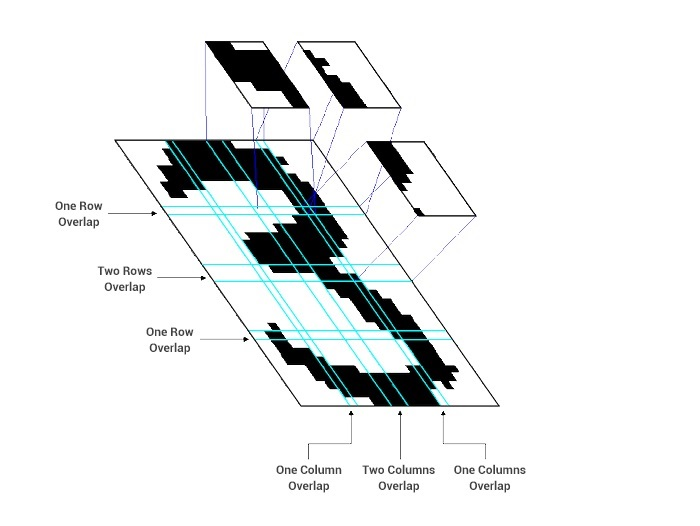 One Row
Overlap
Two Rows
Overlap
One Row
Overlap
One Column
Overlap
Two Columns
Overlap
One Columns
Overlap